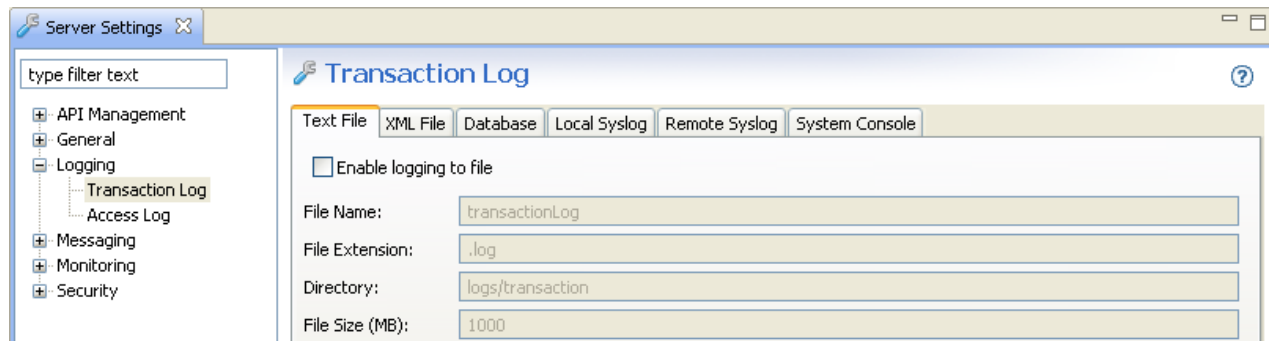 Server Settings
type filter text
API Management
General
Logging
Transaction Log
Access Log
Messaging
Monitoring
Security
Transaction Log
?
Text File XML File Database Local Syslog Remote Syslog System Console
Enable logging to file
File Name: transactionLog
File Extension: .log
Directory: logs/transaction
File Size (MB): 1000